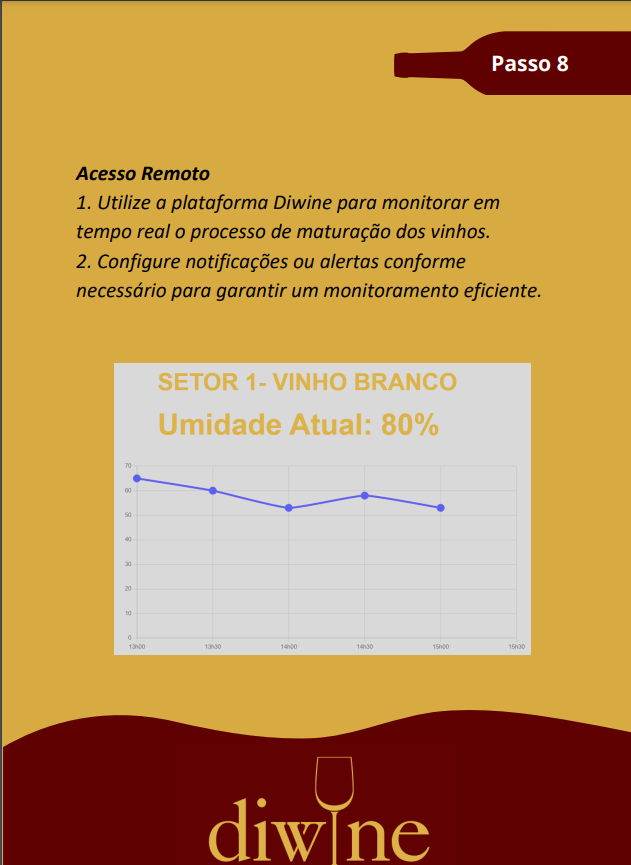 Passo 8
Acesso Remoto
1. Utilize a plataforma Diwine para monitorar em
tempo real o processo de maturação dos vinhos.
2. Configure notificações ou alertas conforme
necessário para garantir um monitoramento eficiente.
SETOR 1- VINHO BRANCO
Umidade Atual: 80%
70
60
50
40
30
20
10
0
13h00 13h30 14h00 14h30 15h00 15h30
diwine